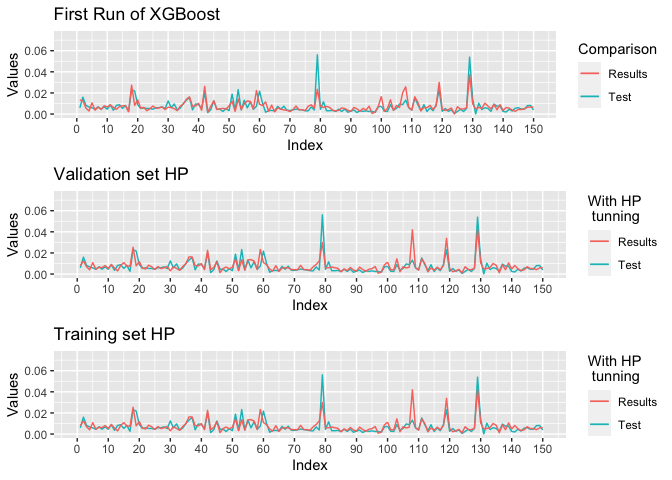 First Run of XGBoost
Values
0.06
0.04
0.02
0.00
0 10 20 30 40 50 60 70 80 90 100 110 120 130 140 150
Index
Comparison
Results
Test
Validation set HP
Values
0.06
0.04
0.02
0.00
0 10 20 30 40 50 60 70 80 90 100 110 120 130 140 150
Index
With HP
tunning
Results
Test
Training set HP
Values
0.06
0.04
0.02
0.00
0 10 20 30 40 50 60 70 80 90 100 110 120 130 140 150
Index
With HP
tunning
Results
Test